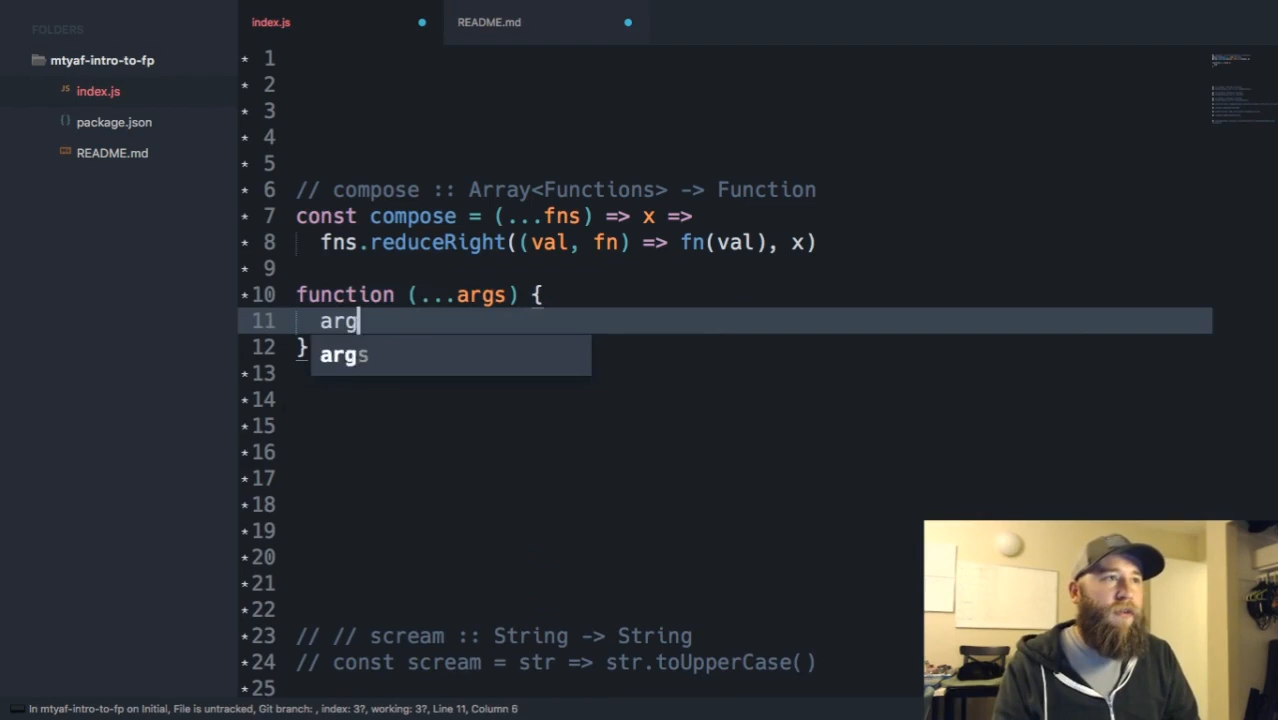 FOLDERS
mtyaf-intro-to-fp
JS index.js
{} package.json
README.md
index.js
README.md
* 1
* 2
* 3
* 4
* 5
* 6 // compose :: Array<Functions> -> Function
* 7 const compose = (...fns) => x =>
* 8 fns.reduceRight((val, fn) => fn(val), x)
* 9
*10 function (...args) {
11 arg
*12 }
args
*13
*14
*15
*16
*17
*18
*19
*20
*21
*22
*23 // // scream :: String -> String
*24 // const scream = str => str.toUpperCase()
*25
In mtyaf-intro-to-fp on Initial, File is untracked, Git branch: , index: 3?, working: 3?, Line 11, Column 6